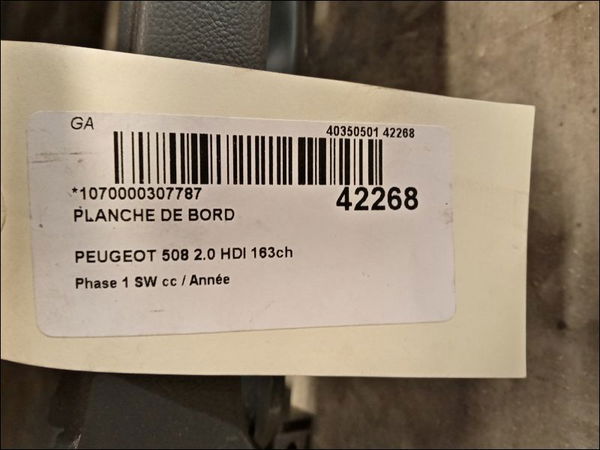 GA
40350501 42268
*1070000307787
42268
PLANCHE DE BORD
PEUGEOT 508 2.0 HDI 163ch
Phase 1 SW cc / Année